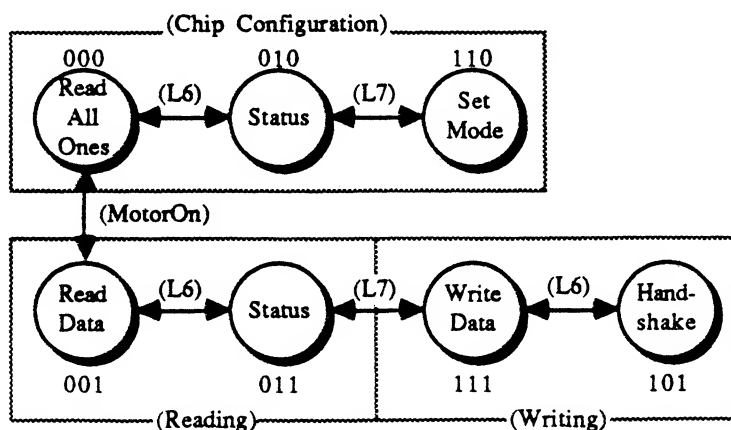 (Chip Configuration)
000 010 110
Read
All
Ones
(L6)
Status
(L7)
Set
Mode
(MotorOn)
Read
Data
(L6)
Status
(L7)
Write
Data
(L6)
Hand-
shake
001 011 111 101
(Reading) (Writing)